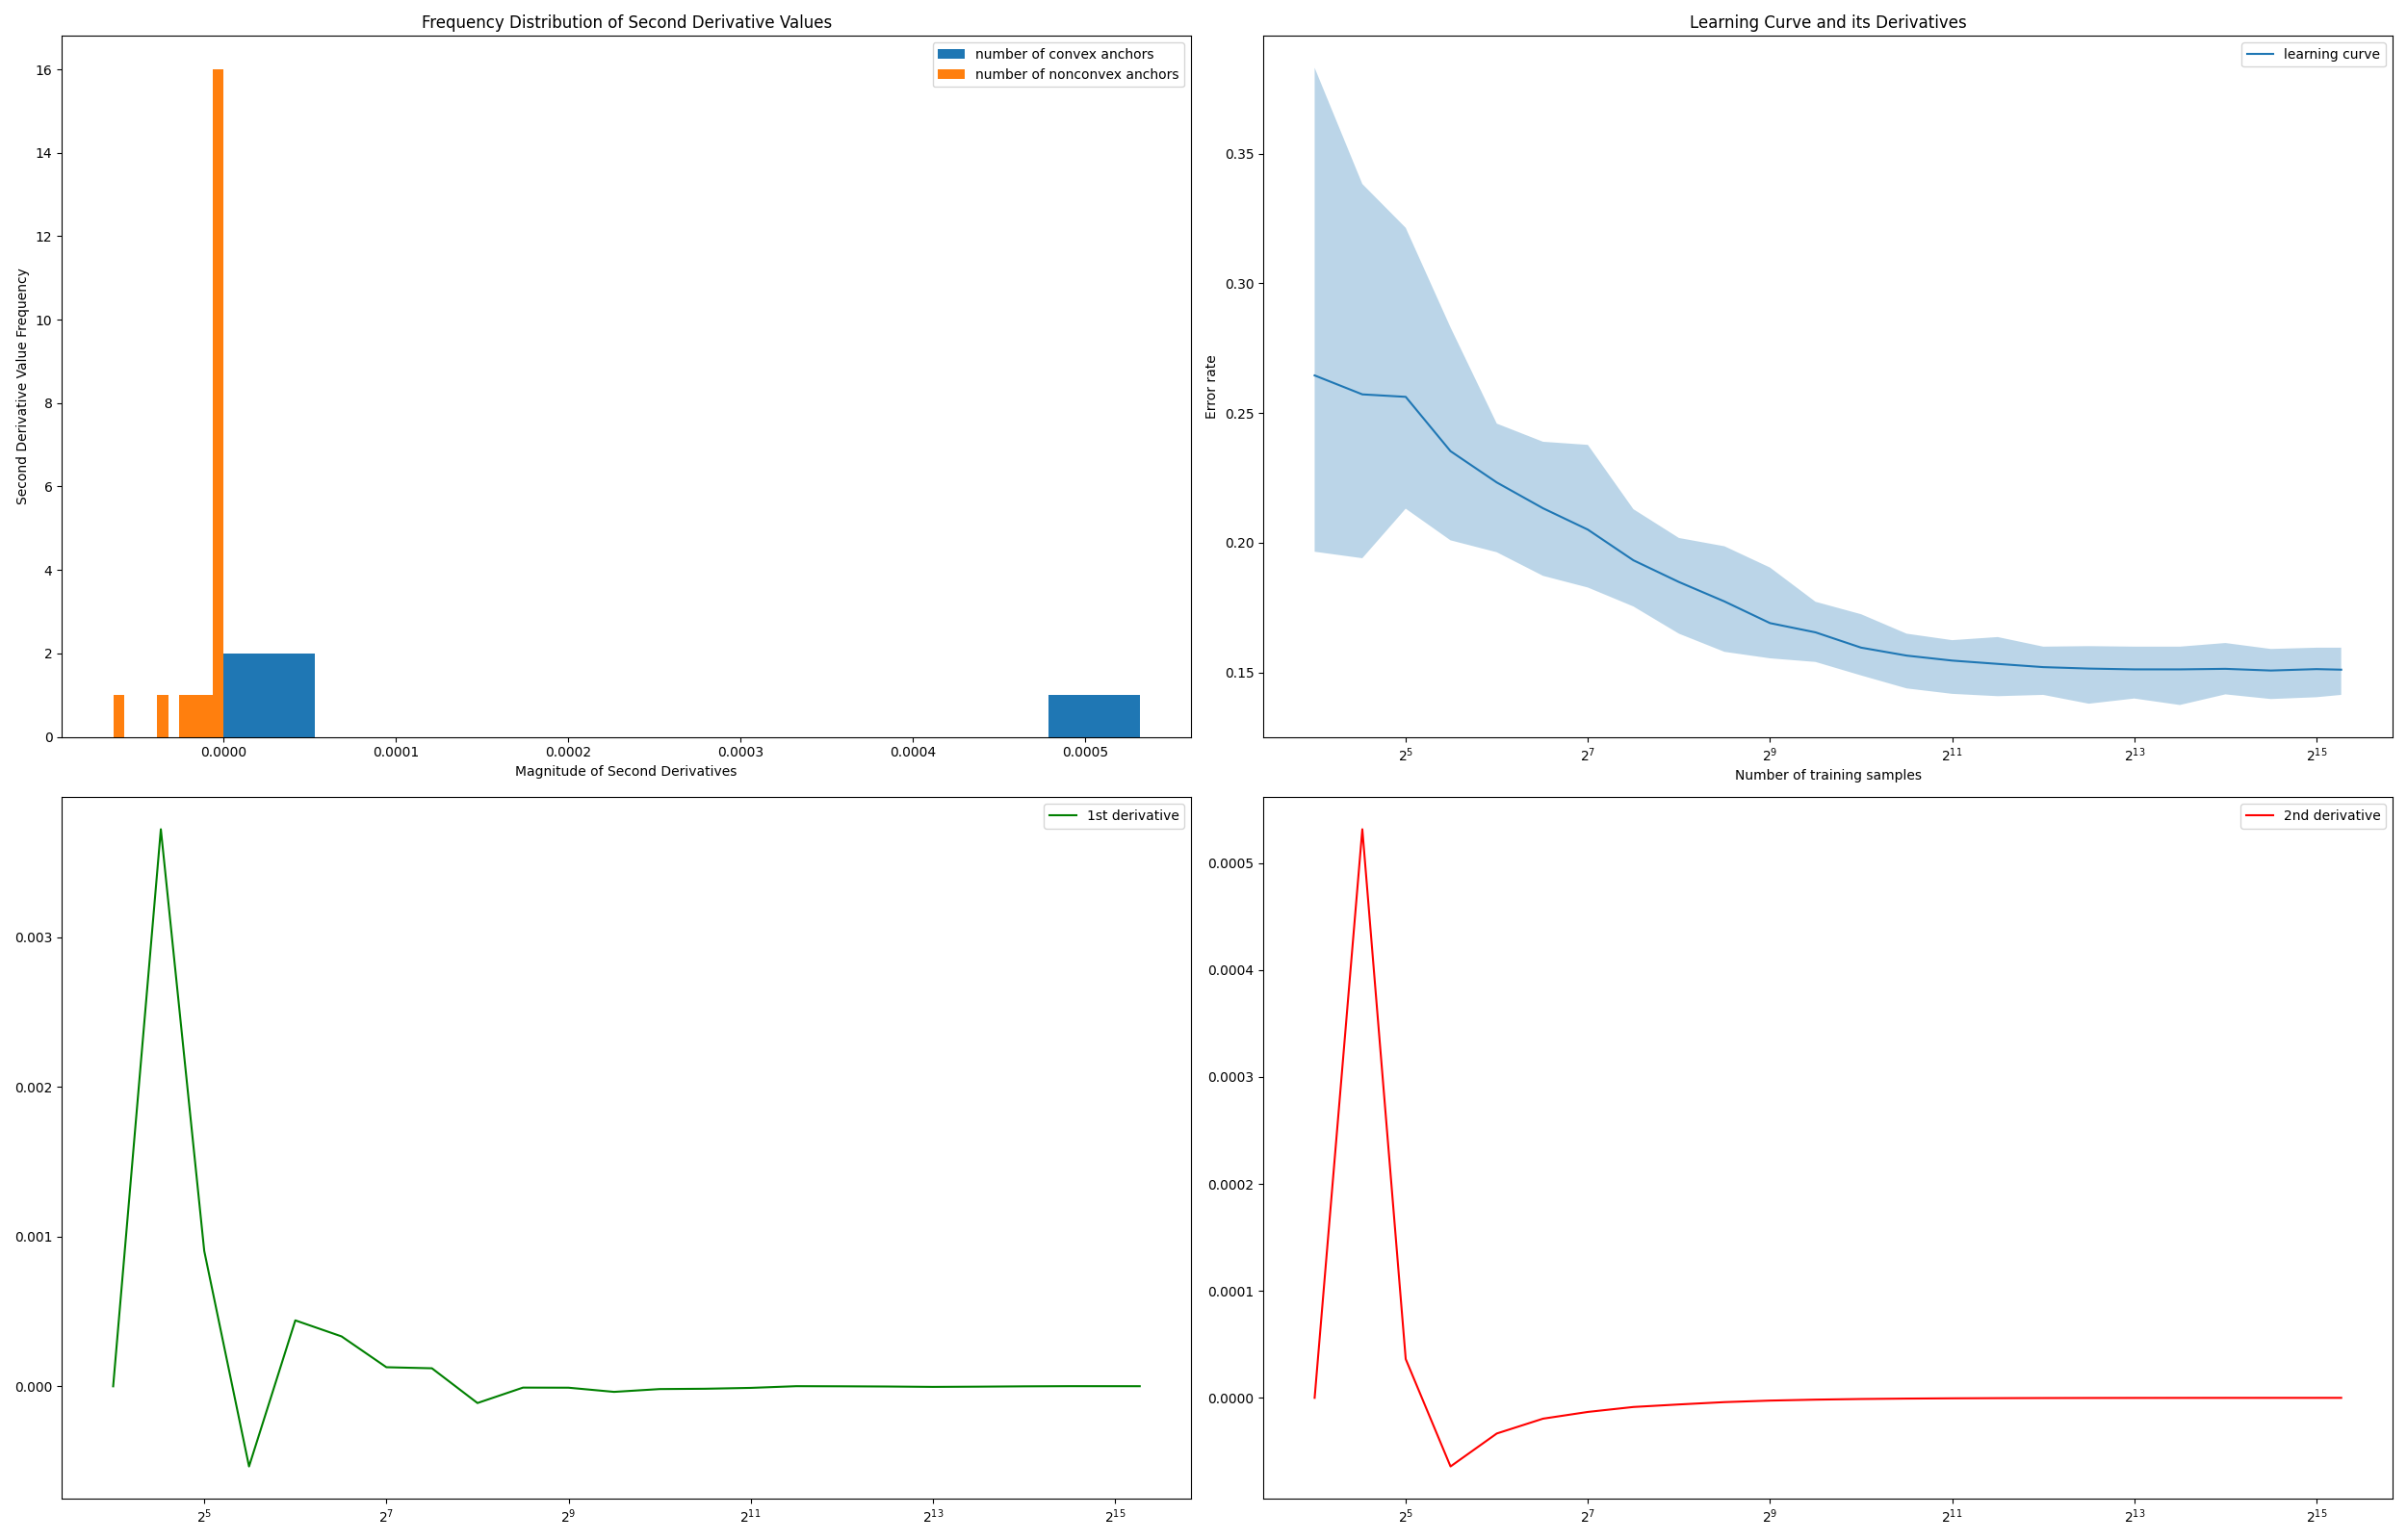 Frequency Distribution of Second Derivative Values
number of convex anchors
number of nonconvex anchors
16
14
12
10
8
6
4
2
0
Second Derivative Value Frequency
0.0000 0.0001 0.0002 0.0003 0.0004 0.0005
Magnitude of Second Derivatives
Learning Curve and its Derivatives
learning curve
0.35
0.30
0.25
0.20
0.15
Error rate
2^5 2^7 2^9 2^11 2^13 2^15
Number of training samples
1st derivative
0.003
0.002
0.001
0.000
2^5 2^7 2^9 2^11 2^13 2^15
2nd derivative
0.0005
0.0004
0.0003
0.0002
0.0001
0.0000
2^5 2^7 2^9 2^11 2^13 2^15